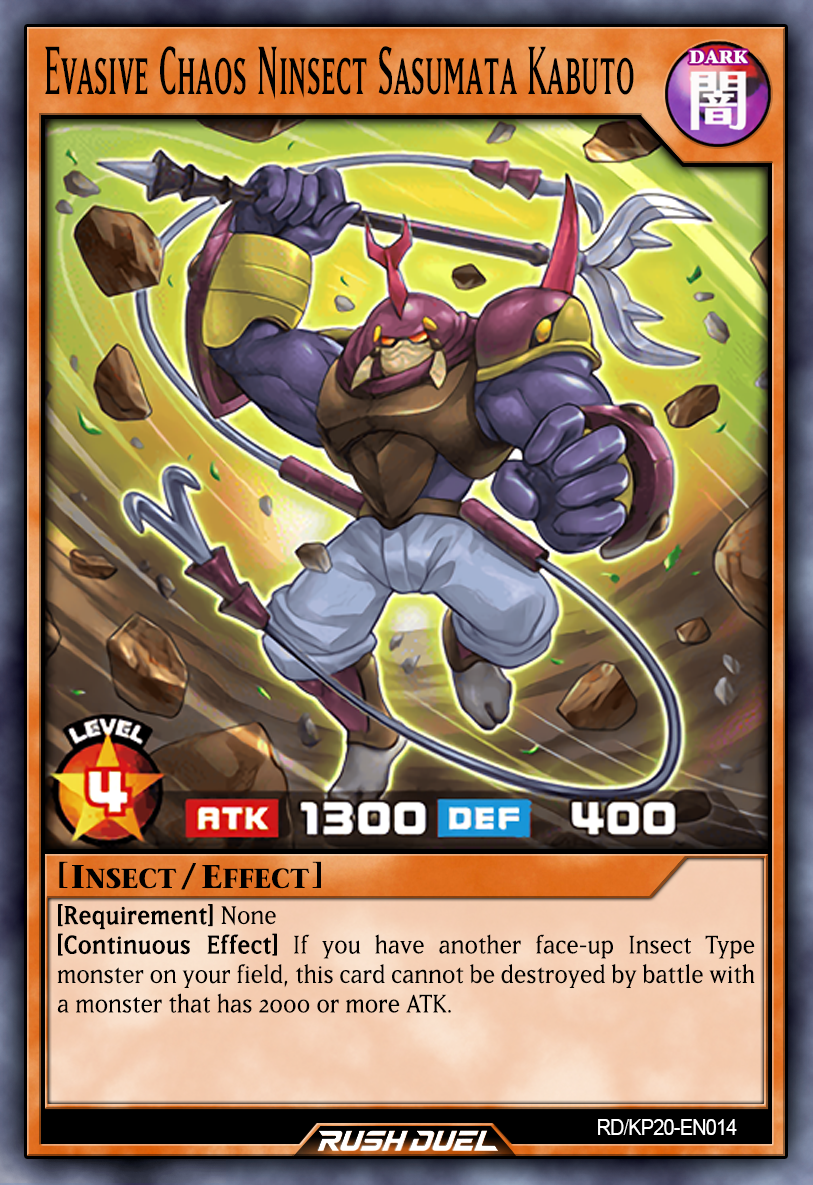 Evasive Chaos Ninsect Sasumata Kabuto
DARK
闇
LEVEL
4
ATK 1300 DEF 400
[Insect / Effect]
[Requirement] None
[Continuous Effect] If you have another face-up Insect Type
monster on your field, this card cannot be destroyed by battle with
a monster that has 2000 or more ATK.
RD/KP20-EN014
RUSH DUEL